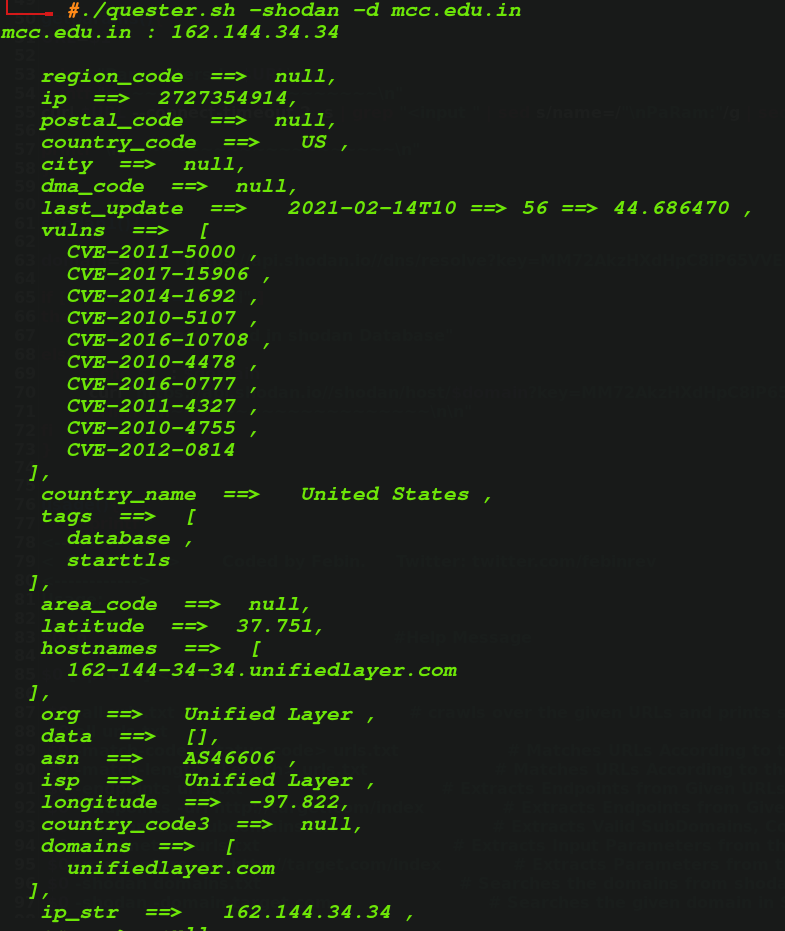 #./quester.sh -shodan -d mcc.edu.in
mcc.edu.in : 162.144.34.34
region_code ==> null,
ip ==> 2727354914,
postal_code ==> null,
country_code ==> US ,
city ==> null,
dma_code ==> null,
last_update ==> 2021-02-14T10 ==> 56 ==> 44.686470 ,
vulns ==> [
CVE-2011-5000 ,
CVE-2017-15906 ,
CVE-2014-1692 ,
CVE-2010-5107 ,
CVE-2016-10708 ,
CVE-2010-4478 ,
CVE-2016-0777 ,
CVE-2011-4327 ,
CVE-2010-4755 ,
CVE-2012-0814
],
country_name ==> United States ,
tags ==> [
database ,
starttls
],
area_code ==> null,
latitude ==> 37.751,
hostnames ==> [
162-144-34-34.unifiedlayer.com
],
org ==> Unified Layer ,
data ==> [],
asn ==> AS46606 ,
isp ==> Unified Layer ,
longitude ==> -97.822,
country_code3 ==> null,
domains ==> [
unifiedlayer.com
],
ip_str ==> 162.144.34.34 ,